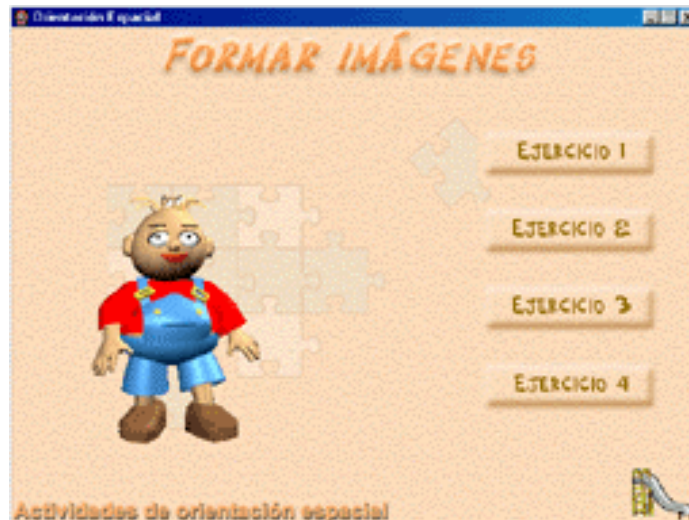 Orientación Espacial
FORMAR IMÁGENES
EJERCICIO 1
EJERCICIO 2
EJERCICIO 3
EJERCICIO 4
Actividades de orientación espacial